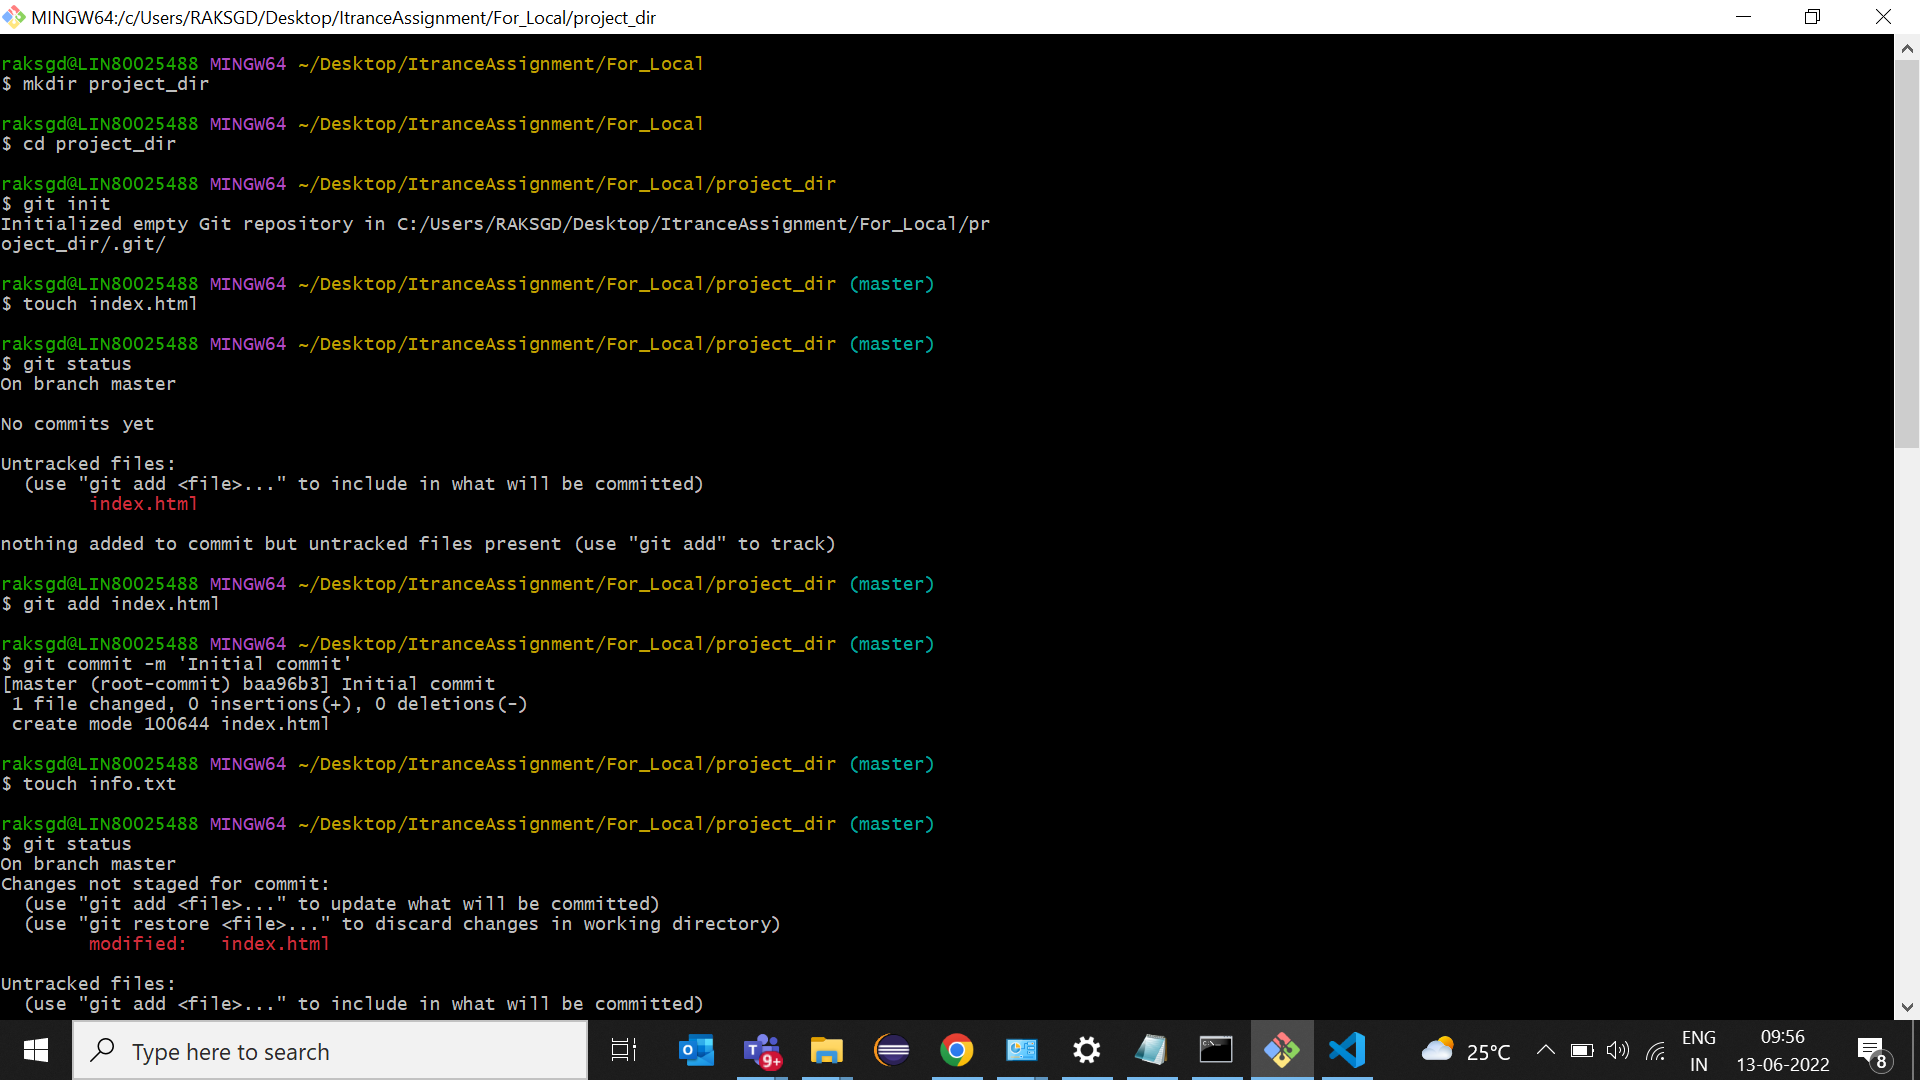 MINGW64:/c/Users/RAKSGD/Desktop/ItranceAssignment/For_Local/project_dir
raksgd@LIN80025488 MINGW64 ~/Desktop/ItranceAssignment/For_Local
$ mkdir project_dir
raksgd@LIN80025488 MINGW64 ~/Desktop/ItranceAssignment/For_Local
$ cd project_dir
raksgd@LIN80025488 MINGW64 ~/Desktop/ItranceAssignment/For_Local/project_dir
$ git init
Initialized empty Git repository in C:/Users/RAKSGD/Desktop/ItranceAssignment/For_Local/pr
oject_dir/.git/
raksgd@LIN80025488 MINGW64 ~/Desktop/ItranceAssignment/For_Local/project_dir (master)
$ touch index.html
raksgd@LIN80025488 MINGW64 ~/Desktop/ItranceAssignment/For_Local/project_dir (master)
$ git status
On branch master
No commits yet
Untracked files:
  (use "git add <file>..." to include in what will be committed)
        index.html
nothing added to commit but untracked files present (use "git add" to track)
raksgd@LIN80025488 MINGW64 ~/Desktop/ItranceAssignment/For_Local/project_dir (master)
$ git add index.html
raksgd@LIN80025488 MINGW64 ~/Desktop/ItranceAssignment/For_Local/project_dir (master)
$ git commit -m 'Initial commit'
[master (root-commit) baa96b3] Initial commit
 1 file changed, 0 insertions(+), 0 deletions(-)
 create mode 100644 index.html
raksgd@LIN80025488 MINGW64 ~/Desktop/ItranceAssignment/For_Local/project_dir (master)
$ touch info.txt
raksgd@LIN80025488 MINGW64 ~/Desktop/ItranceAssignment/For_Local/project_dir (master)
$ git status
On branch master
Changes not staged for commit:
  (use "git add <file>..." to update what will be committed)
  (use "git restore <file>..." to discard changes in working directory)
        modified:   index.html
Untracked files:
  (use "git add <file>..." to include in what will be committed)
Type here to search
9+
25°C
ENG
IN
09:56
13-06-2022
8